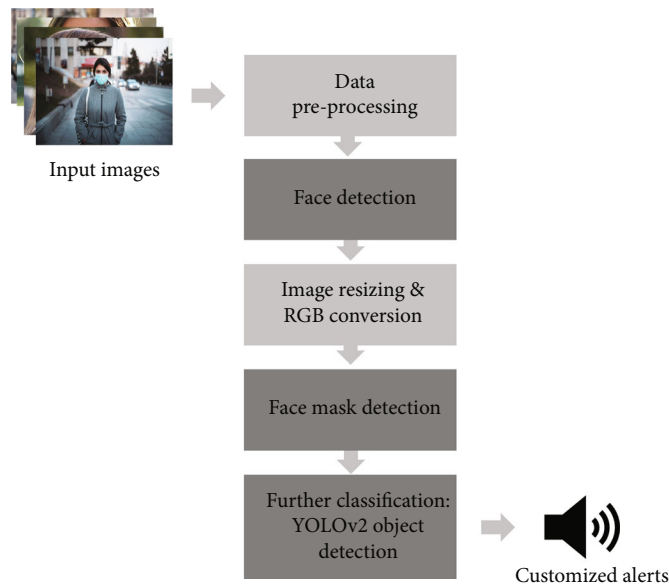 Input images
Data
pre-processing
Face detection
Image resizing &
RGB conversion
Face mask detection
Further classification:
YOLOv2 object
detection
Customized alerts